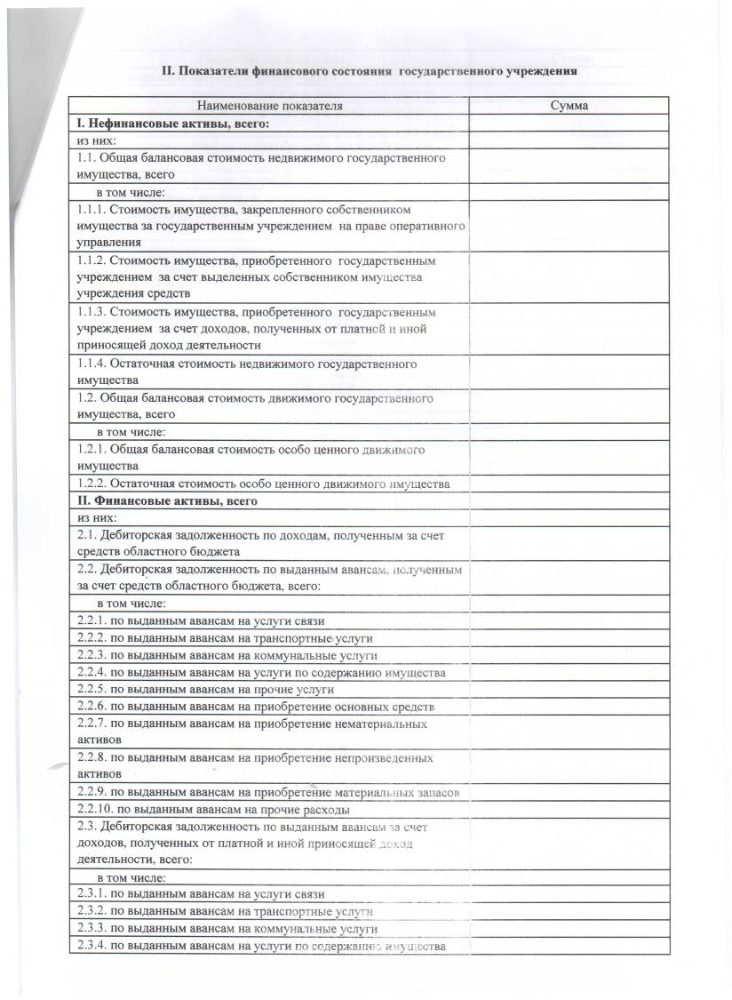 II. Показатели финансового состояния государственного учреждения
Наименование показателя Сумма
I. Нефинансовые активы, всего:
из них:
1.1. Общая балансовая стоимость недвижимого государственного
имущества, всего
в том числе:
1.1.1. Стоимость имущества, закрепленного собственником
имущества за государственным учреждением на праве оперативного
управления
1.1.2. Стоимость имущества, приобретенного государственным
учреждением за счет выделенных собственником имущества
учреждения средств
1.1.3. Стоимость имущества, приобретенного государственным
учреждением за счет доходов, полученных от платной и иной
приносящей доход деятельности
1.1.4. Остаточная стоимость недвижимого государственного
имущества
1.2. Общая балансовая стоимость движимого государственного
имущества, всего
в том числе:
1.2.1. Общая балансовая стоимость особо ценного движимого
имущества
1.2.2. Остаточная стоимость особо ценного движимого имущества
II. Финансовые активы, всего
из них:
2.1. Дебиторская задолженность по доходам, полученным за счет
средств областного бюджета
2.2. Дебиторская задолженность по выданным авансам, полученным
за счет средств областного бюджета, всего:
в том числе:
2.2.1. по выданным авансам на услуги связи
2.2.2. по выданным авансам на транспортные услуги
2.2.3. по выданным авансам на коммунальные услуги
2.2.4. по выданным авансам на услуги по содержанию имущества
2.2.5. по выданным авансам на прочие услуги
2.2.6. по выданным авансам на приобретение основных средств
2.2.7. по выданным авансам на приобретение нематериальных
активов
2.2.8. по выданным авансам на приобретение непроизведенных
активов
2.2.9. по выданным авансам на приобретение материальных запасов
2.2.10. по выданным авансам на прочие расходы
2.3. Дебиторская задолженность по выданным авансам за счет
доходов, полученных от платной и иной приносящей доход
деятельности, всего:
в том числе:
2.3.1. по выданным авансам на услуги связи
2.3.2. по выданным авансам на транспортные услуги
2.3.3. по выданным авансам на коммунальные услуги
2.3.4. по выданным авансам на услуги по содержанию имущества